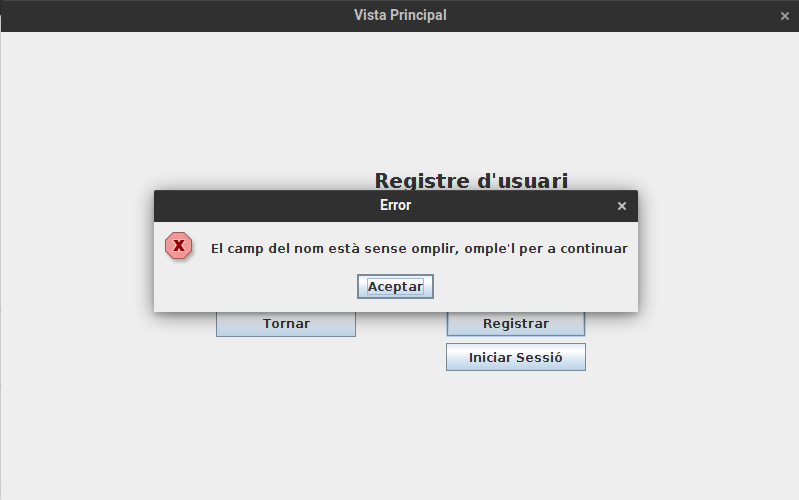 Vista Principal
Registre d'usuari
Error
El camp del nom està sense omplir, omple'l per a continuar
Aceptar
Tornar
Registrar
Iniciar Sessió